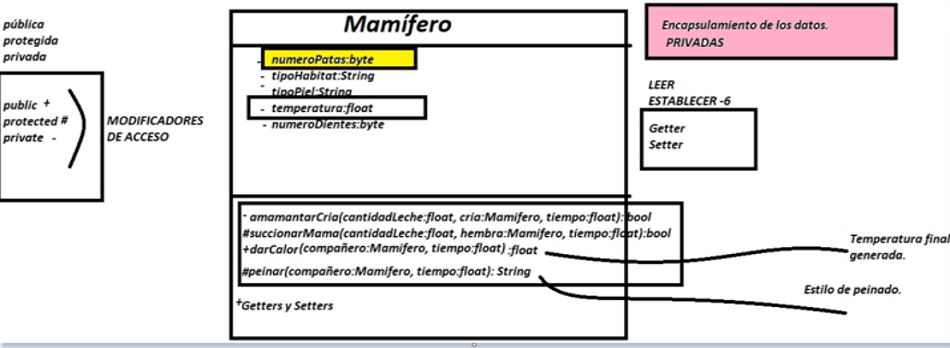 pública
protegida
privada
public +
protected #
private -
MODIFICADORES
DE ACCESO
Mamífero
- numeroPatas:byte
- tipoHabitat:String
- tipoPiel:String
- temperatura:float
- numeroDientes:byte
- amamantarCria(cantidadLeche:float, cria:Mamifero, tiempo:float):bool
#succionarMama(cantidadLeche:float, hembra:Mamifero, tiempo:float):bool
+darCalor(compañero:Mamifero, tiempo:float) :float
#peinar(compañero:Mamifero, tiempo:float): String
+Getters y Setters
Encapsulamiento de los datos.
PRIVADAS
LEER
ESTABLECER -6
Getter
Setter
Temperatura final
generada.
Estilo de peinado.